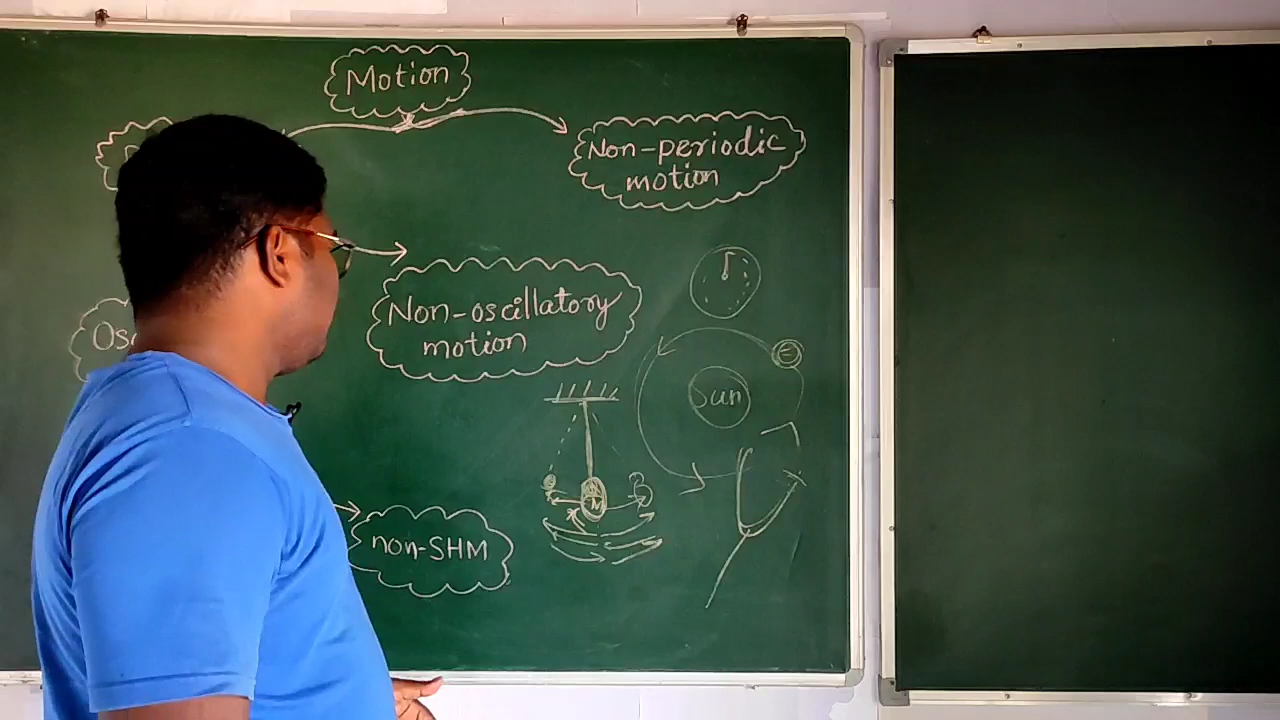 Motion
Non-periodic
motion
Non-oscillatory
motion
Sun
E
non-SHM